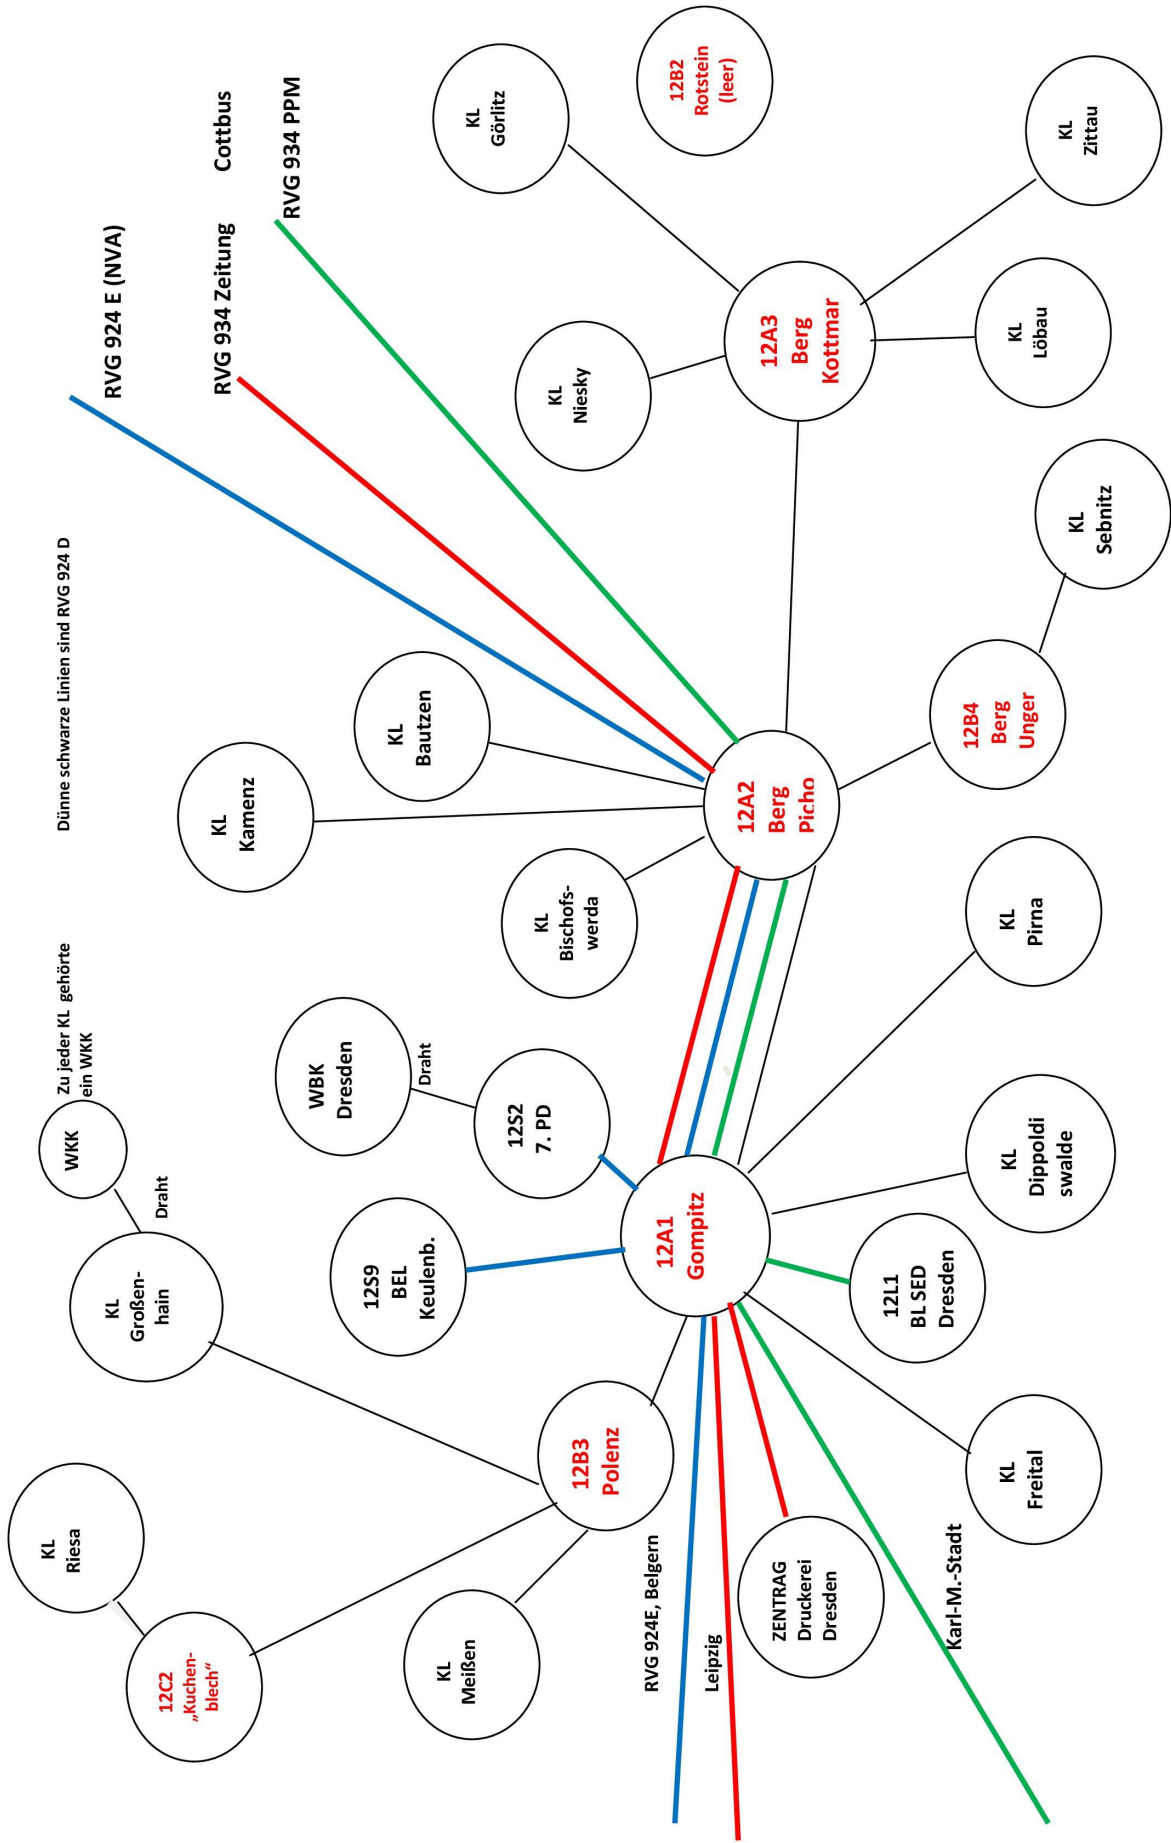 Zu jeder KL gehörte
ein WKK
Dünne schwarze Linien sind RVG 924 D
RVG 924 E (NVA)
WKK
Draht
KL
Riesa
KL
Großen-
hain
KL
Kamenz
RVG 934 Zeitung
Cottbus
RVG 934 PPM
12C2
„Kuchen-
blech“
WBK
Dresden
Draht
KL
Bautzen
12S9
BEL
Keulenb.
12S2
7. PD
KL
Meißen
KL
Bischofs-
werda
KL
Niesky
KL
Görlitz
12B3
Polenz
12A1
Gompitz
12A2
Berg
Picho
12A3
Berg
Kottmar
12B2
Rotstein
(leer)
RVG 924E, Belgern
Leipzig
ZENTRAG
Druckerei
Dresden
12L1
BL SED
Dresden
Karl-M.-Stadt
KL
Freital
KL
Dippoldi
swalde
KL
Pirna
12B4
Berg
Unger
KL
Sebnitz
KL
Löbau
KL
Zittau